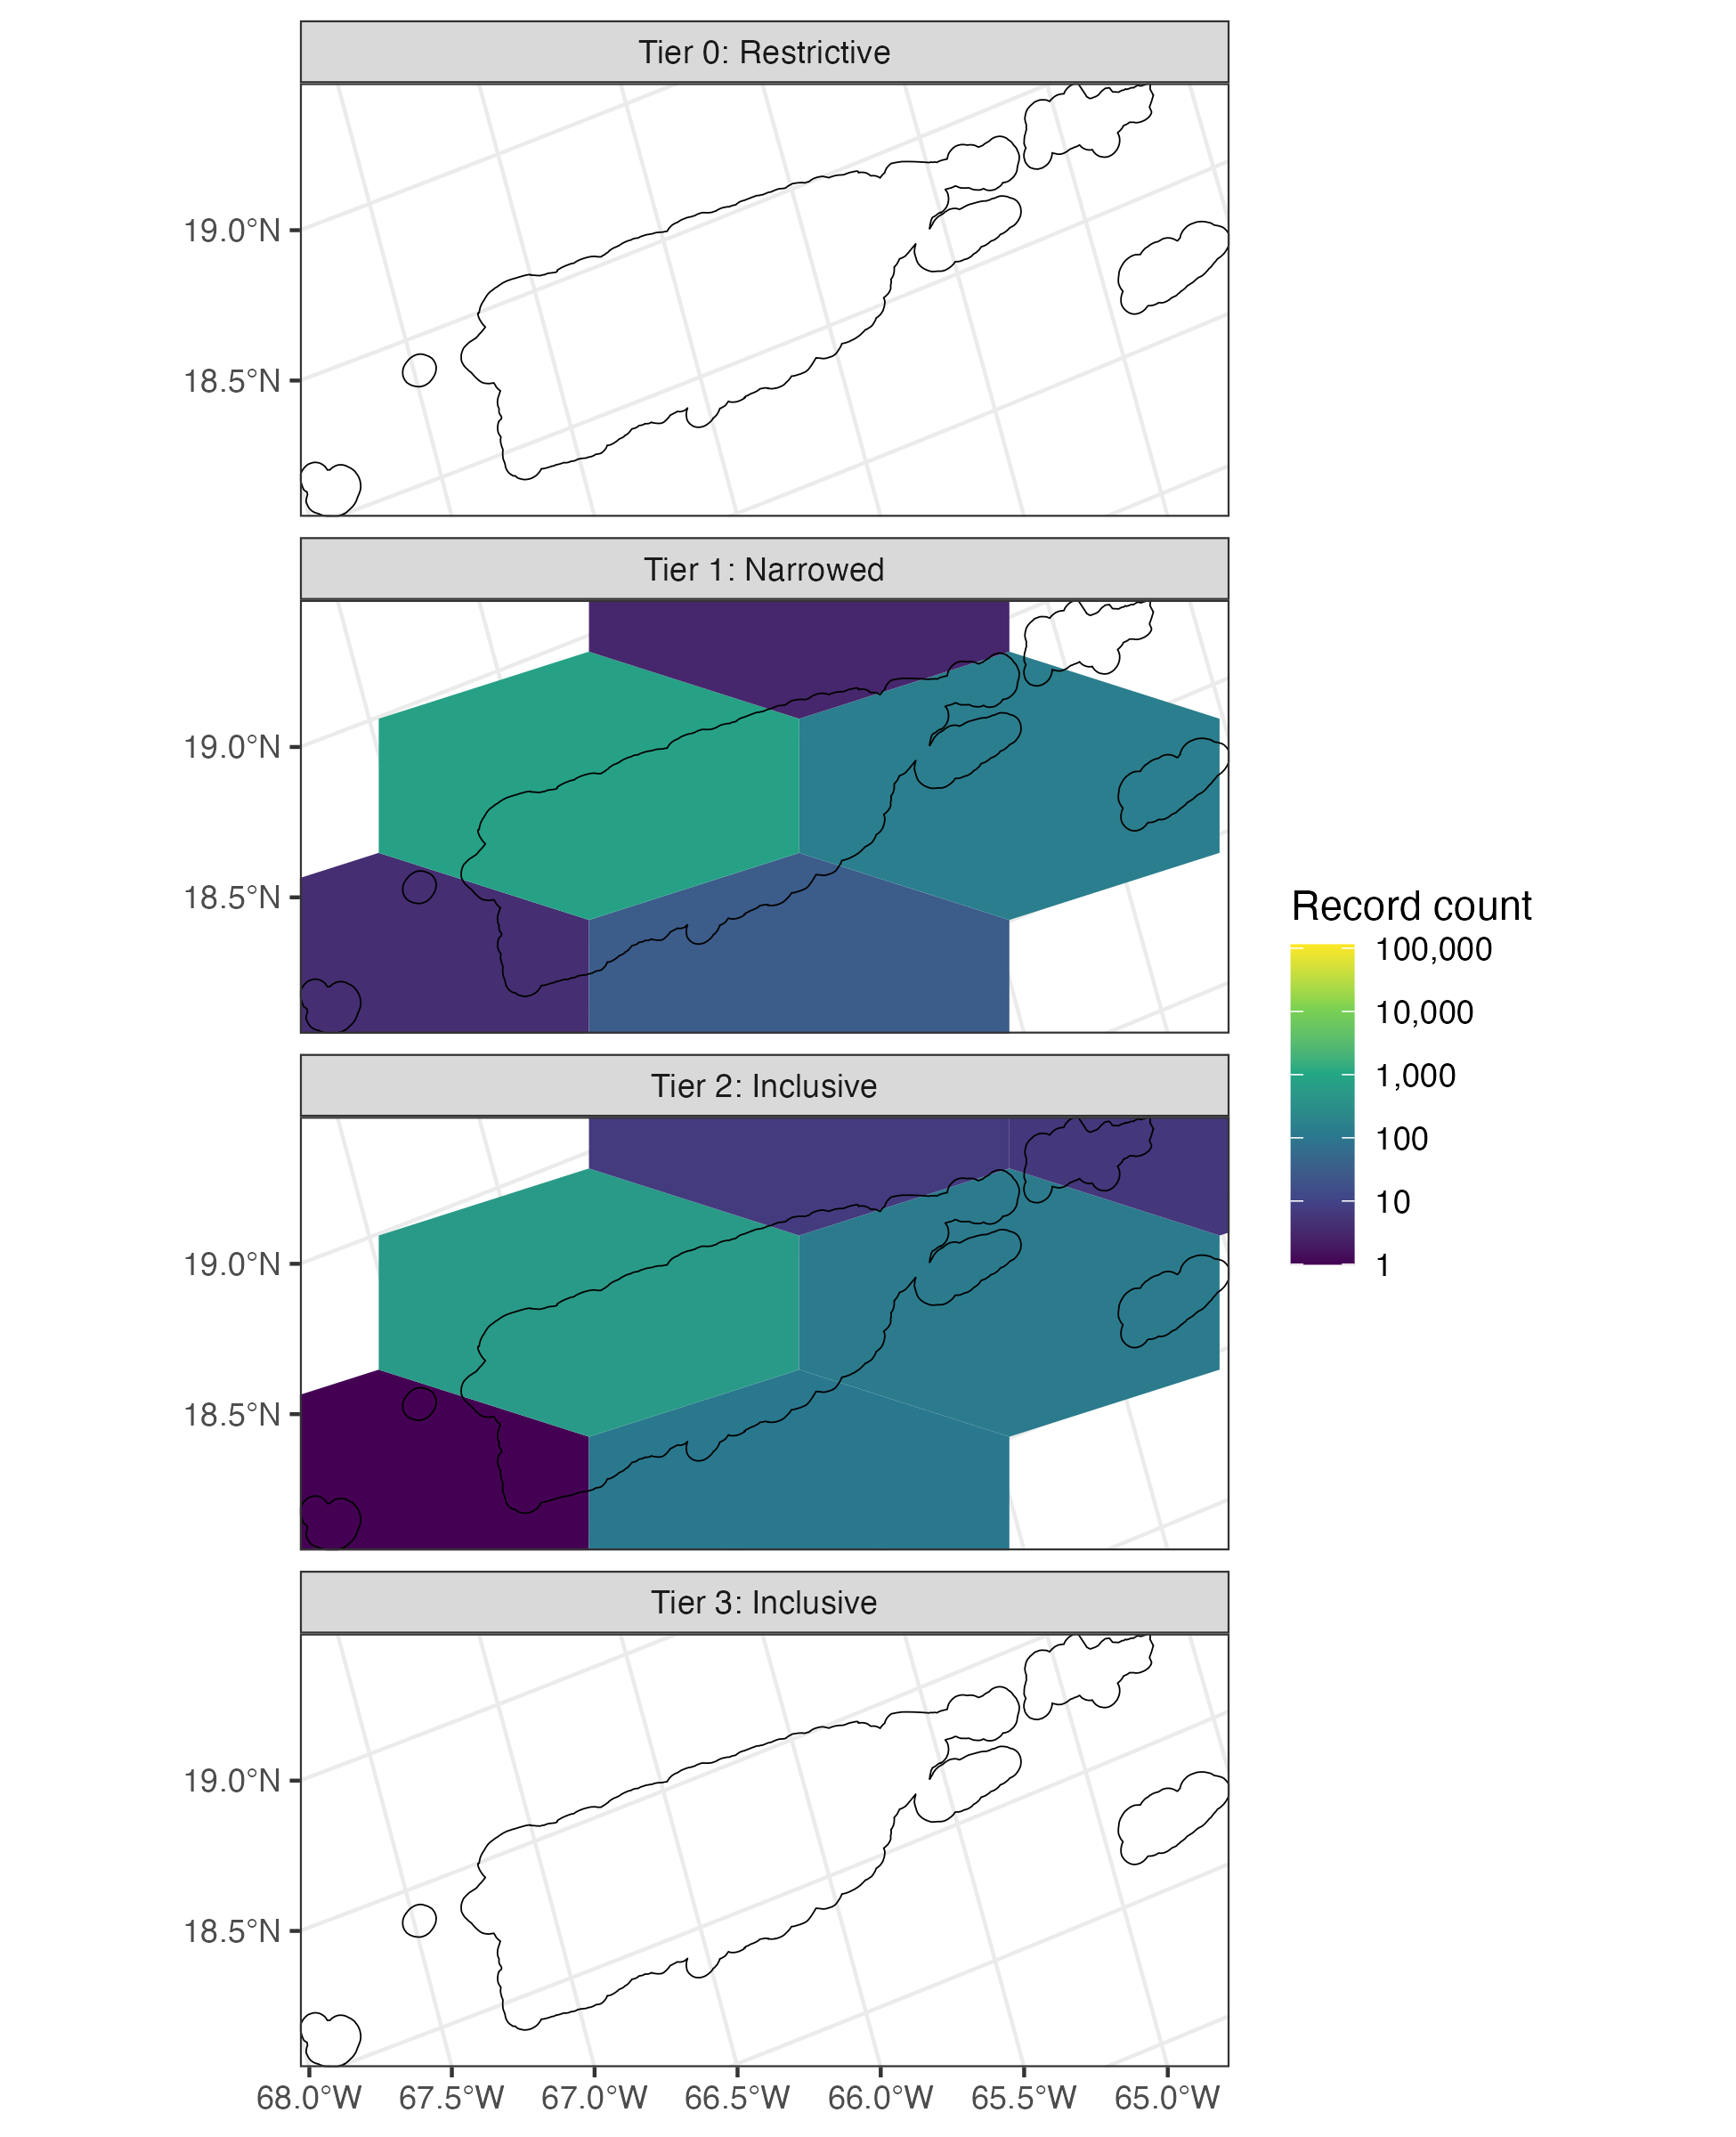 Tier 0: Restrictive
19.0°N
18.5°N
Tier 1: Narrowed
19.0°N
18.5°N
Tier 2: Inclusive
19.0°N
18.5°N
Tier 3: Inclusive
19.0°N
18.5°N
68.0°W 67.5°W 67.0°W 66.5°W 66.0°W 65.5°W 65.0°W
Record count
100,000
10,000
1,000
100
10
1